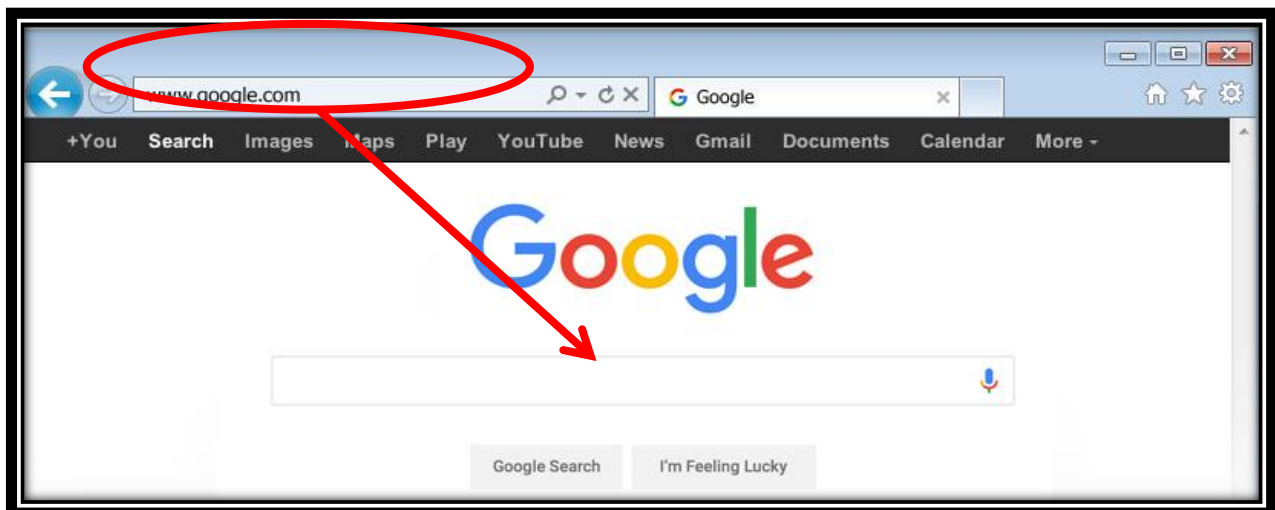 www.google.com Google
+You Search Images Maps Play YouTube News Gmail Documents Calendar More
Google
Google Search I'm Feeling Lucky